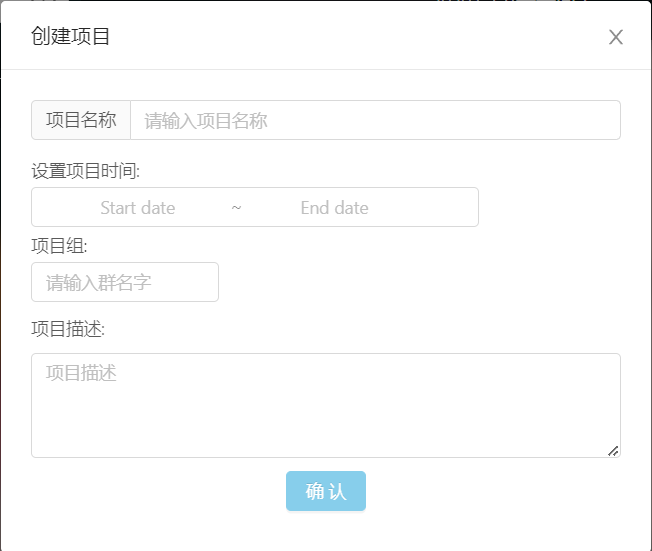 创建项目
项目名称 请输入项目名称
设置项目时间:
Start date ~ End date
项目组:
请输入群名字
项目描述:
项目描述
确 认